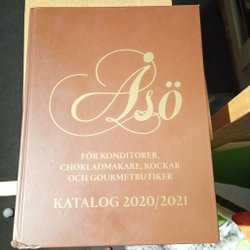 Åsö
FÖR KONDITORER,
CHOKLADMAKARE, KOCKAR
OCH GOURMETBUTIKER
KATALOG 2020/2021